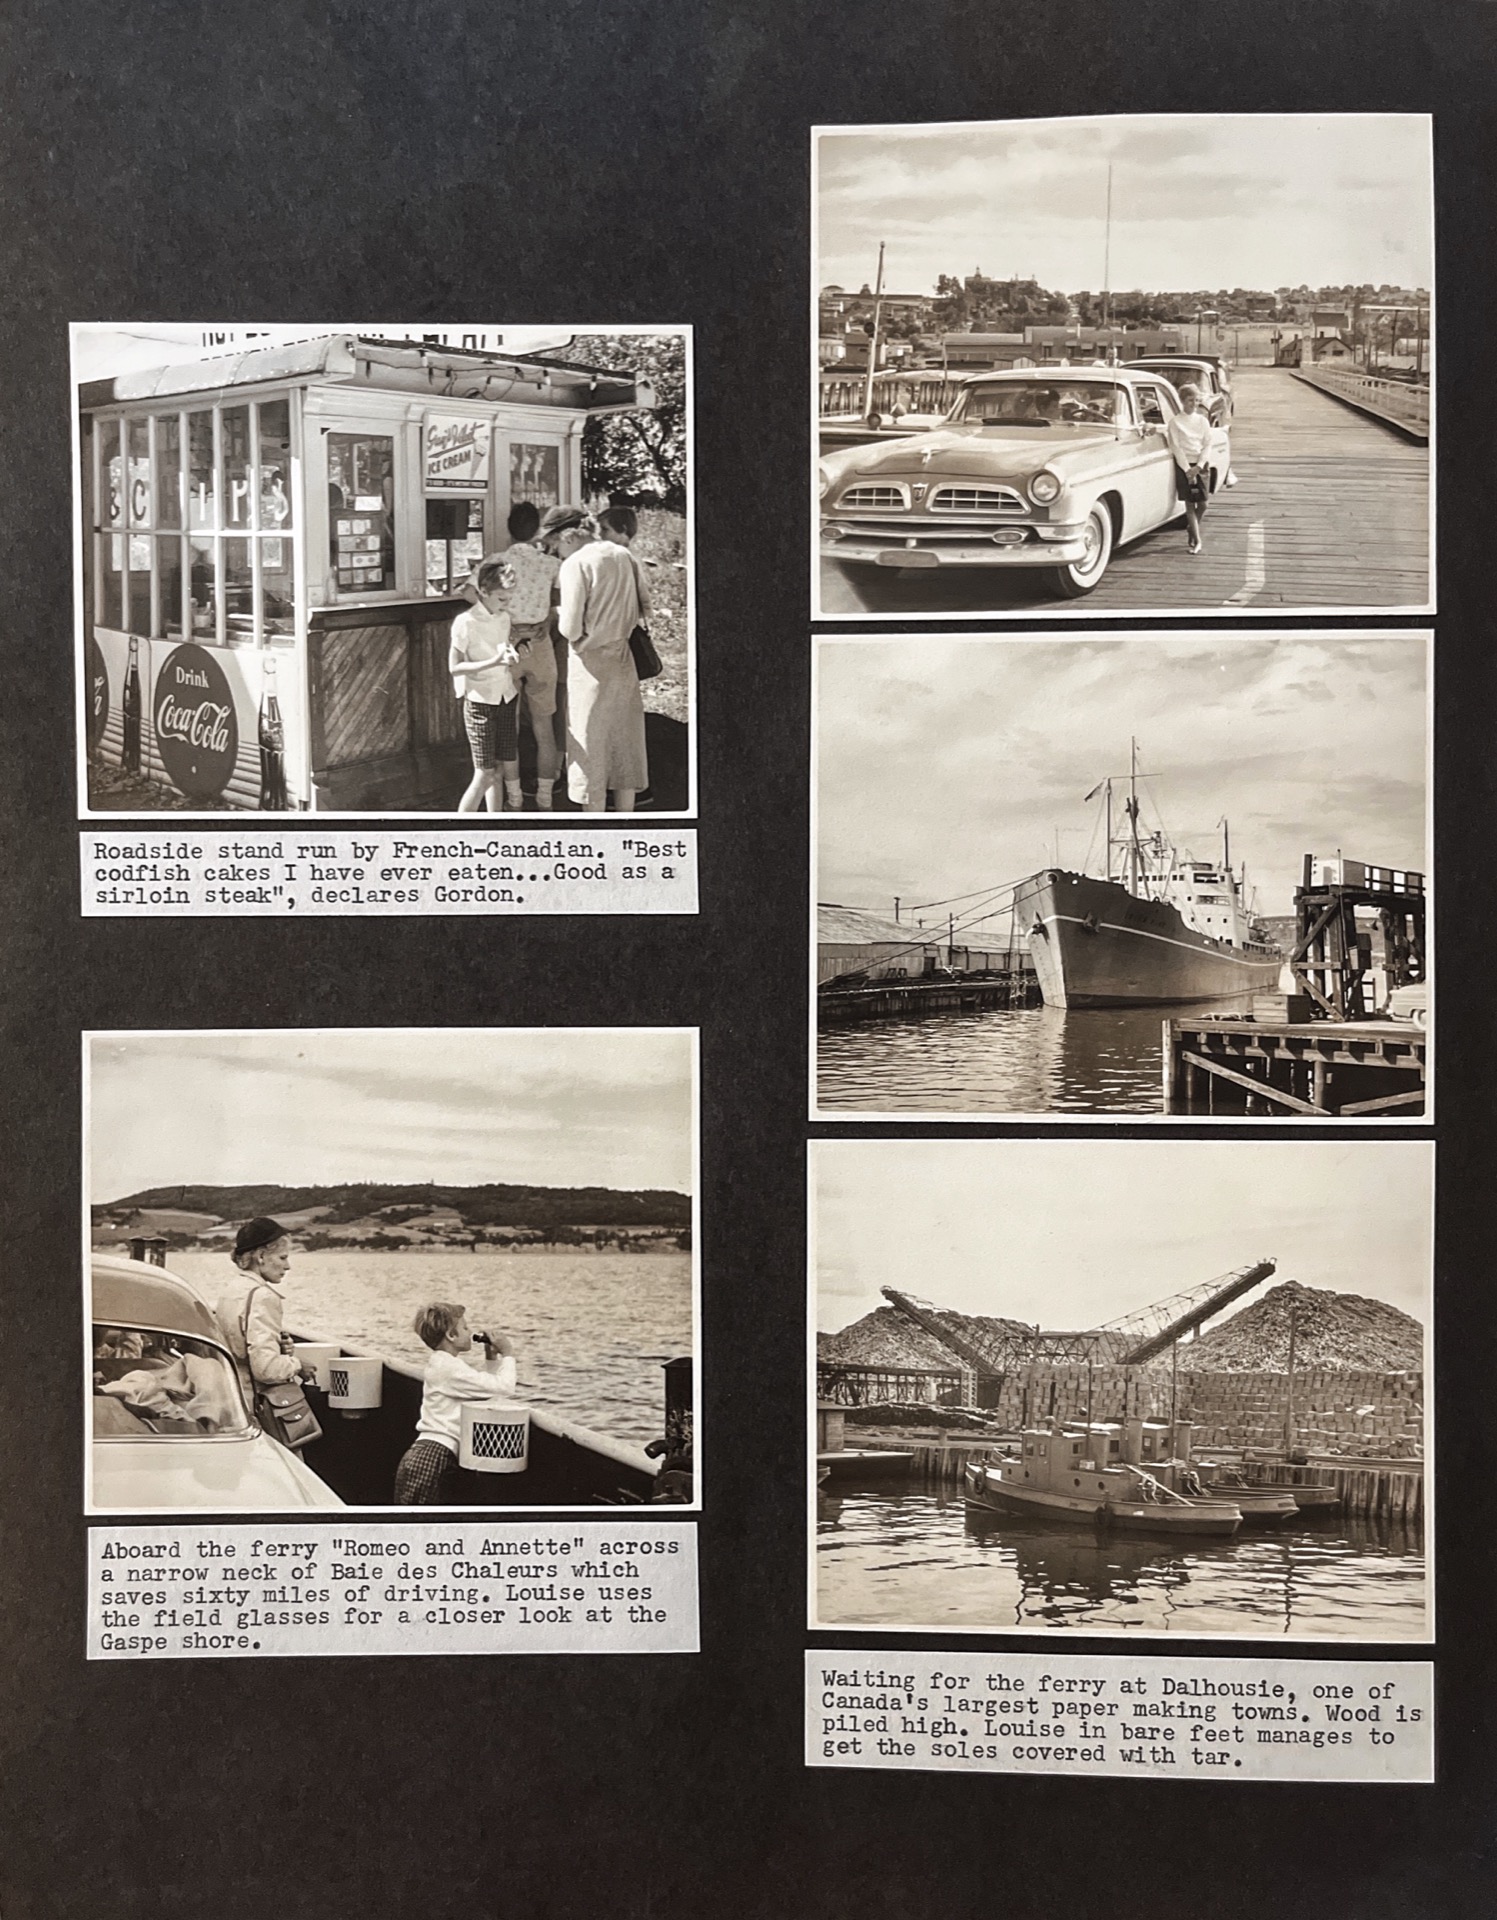 ICE CREAM
Drink
Coca-Cola
Roadside stand run by French-Canadian. "Best
codfish cakes I have ever eaten...Good as a
sirloin steak", declares Gordon.
Aboard the ferry "Romeo and Annette" across
a narrow neck of Baie des Chaleurs which
saves sixty miles of driving. Louise uses
the field glasses for a closer look at the
Gaspe shore.
Waiting for the ferry at Dalhousie, one of
Canada's largest paper making towns. Wood is
piled high. Louise in bare feet manages to
get the soles covered with tar.